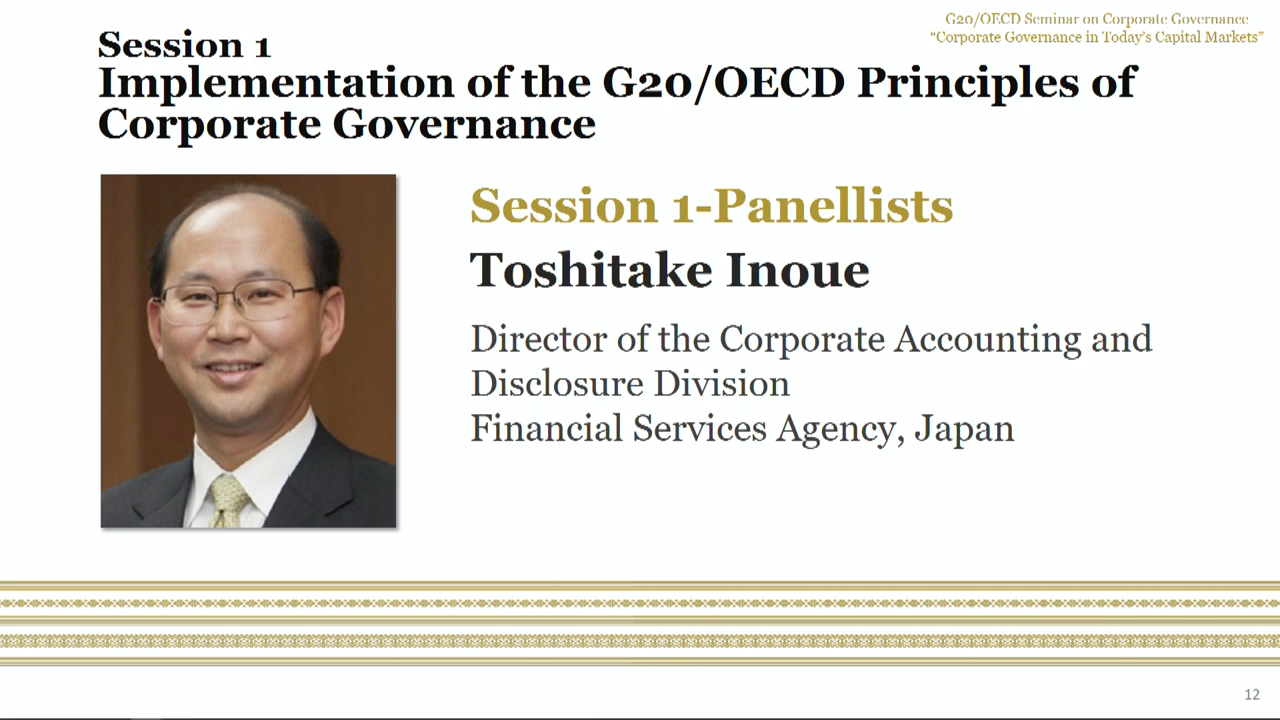 G20/OECD Seminar on Corporate Governance
“Corporate Governance in Today’s Capital Markets”
Session 1
Implementation of the G20/OECD Principles of
Corporate Governance
Session 1-Panellists
Toshitake Inoue
Director of the Corporate Accounting and
Disclosure Division
Financial Services Agency, Japan
12